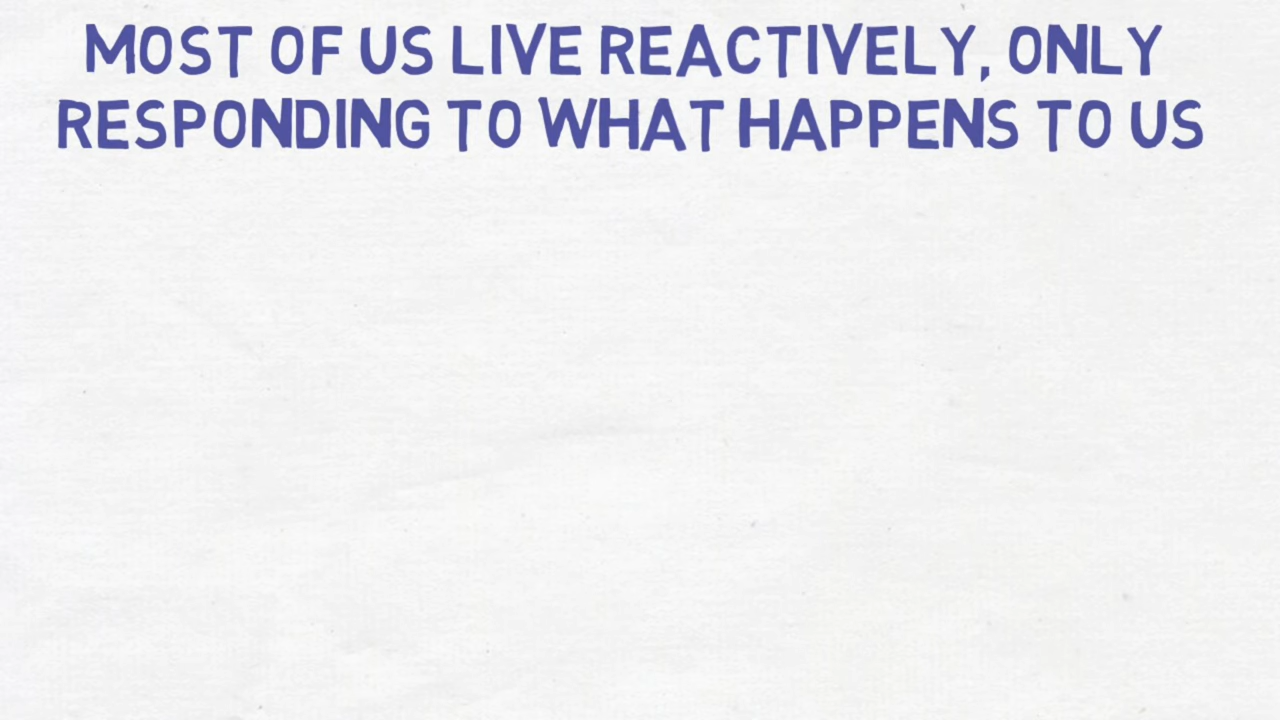 MOST OF US LIVE REACTIVELY, ONLY
RESPONDING TO WHAT HAPPENS TO US